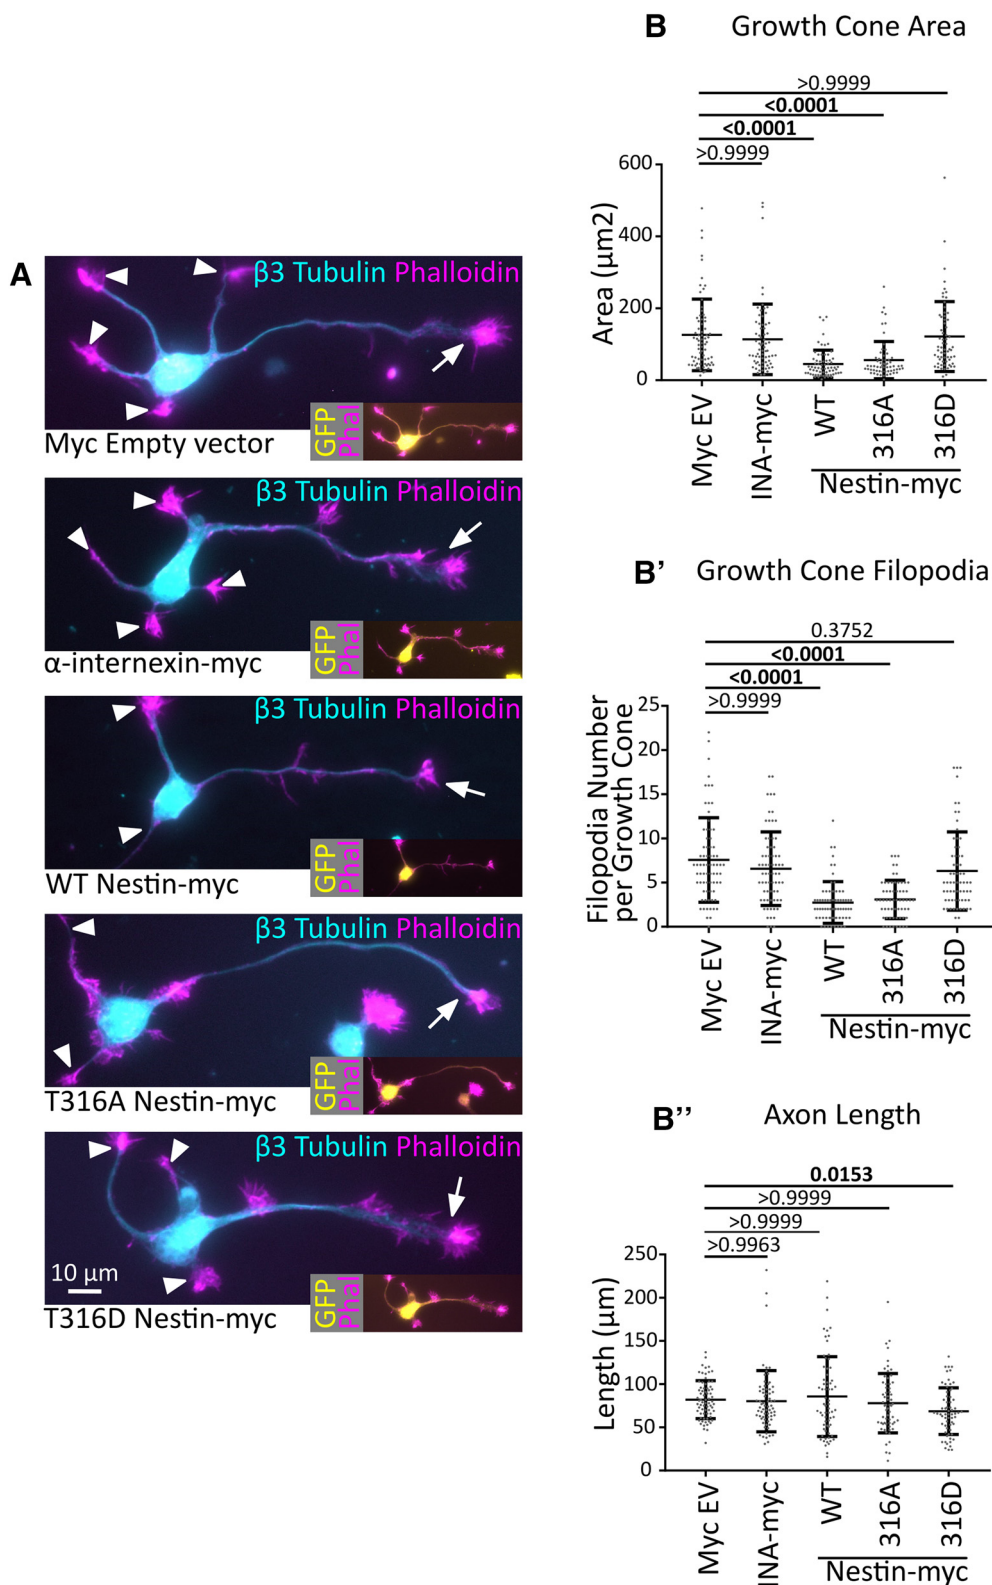 A
β3 Tubulin Phalloidin
GFP
Phal
Myc Empty vector
β3 Tubulin Phalloidin
GFP
Phal
α-internexin-myc
β3 Tubulin Phalloidin
GFP
Phal
WT Nestin-myc
β3 Tubulin Phalloidin
GFP
Phal
T316A Nestin-myc
β3 Tubulin Phalloidin
10 μm
GFP
Phal
T316D Nestin-myc
B
Growth Cone Area
>0.9999
<0.0001
<0.0001
>0.9999
Area (μm2)
600
400
200
0
Myc EV
INA-myc
WT
316A
316D
Nestin-myc
B'
Growth Cone Filopodia
0.3752
<0.0001
<0.0001
>0.9999
Filopodia Number
per Growth Cone
25
20
15
10
5
0
Myc EV
INA-myc
WT
316A
316D
Nestin-myc
B''
Axon Length
0.0153
>0.9999
>0.9999
>0.9963
Length (μm)
250
200
150
100
50
0
Myc EV
INA-myc
WT
316A
316D
Nestin-myc